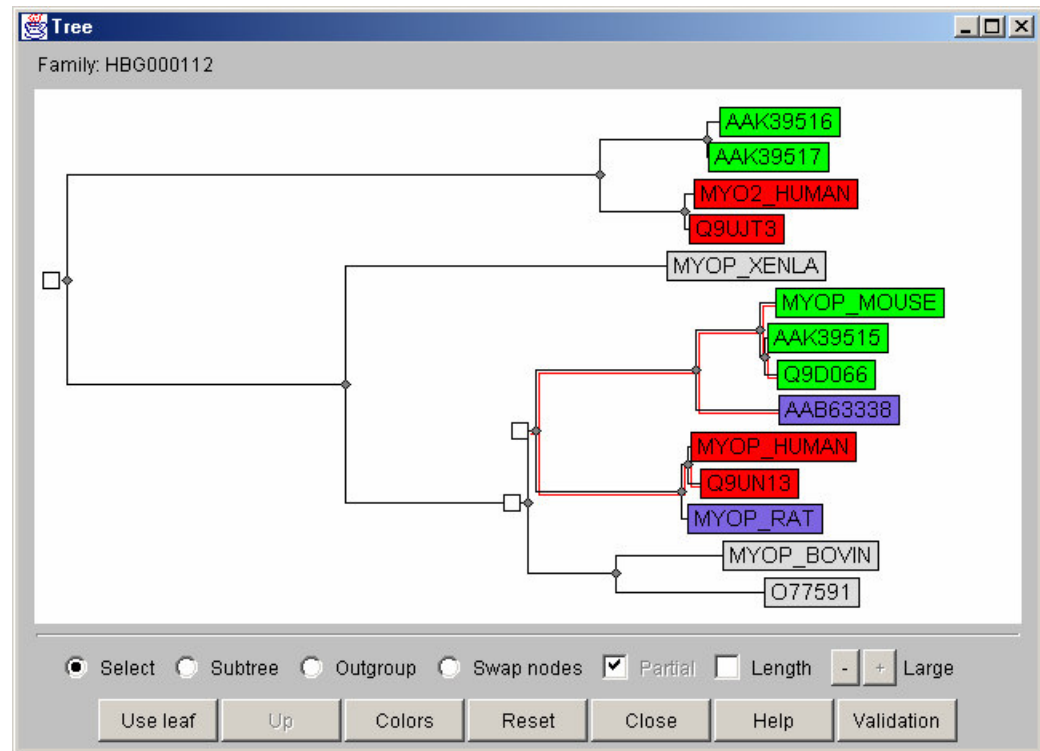 Tree
Family: HBG000112
AAK39516
AAK39517
MYO2_HUMAN
Q9UJT3
MYOP_XENLA
MYOP_MOUSE
AAK39515
Q9D066
AAB63338
MYOP_HUMAN
Q9UN13
MYOP_RAT
MYOP_BOVIN
O77591
Select Subtree Outgroup Swap nodes Partial Length - + Large
Use leaf Up Colors Reset Close Help Validation